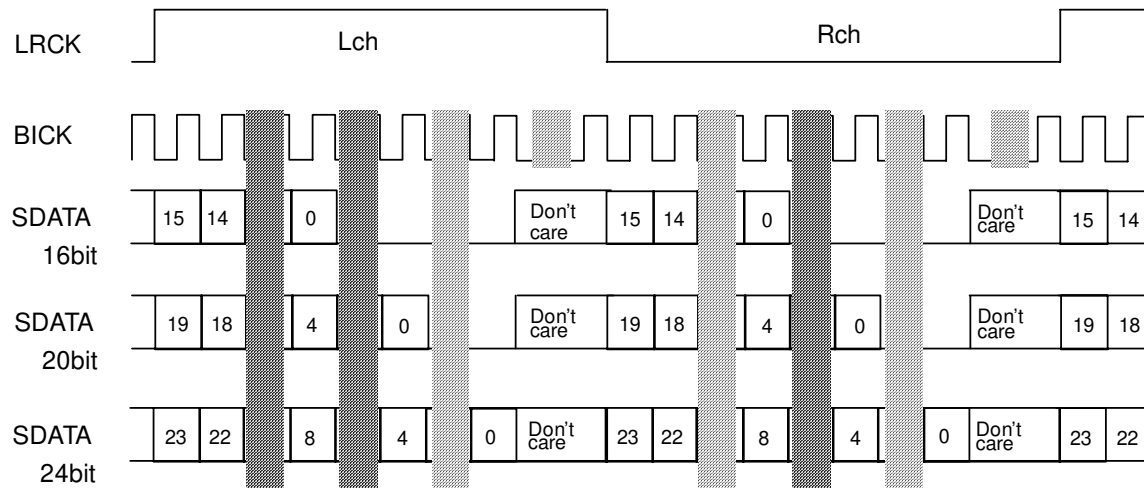 LRCK Lch Rch
BICK
SDATA 15 14 0 Don't care 15 14 0 Don't care 15 14
16bit
SDATA 19 18 4 0 Don't care 19 18 4 0 Don't care 19 18
20bit
SDATA 23 22 8 4 0 Don't care 23 22 8 4 0 Don't care 23 22
24bit